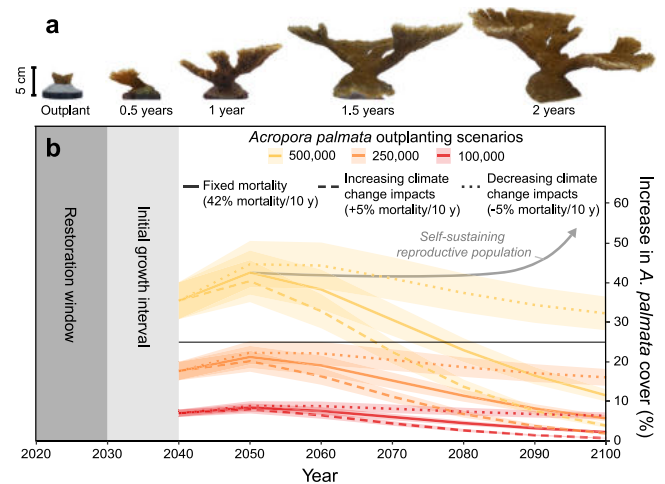 a
5 cm
Outplant
0.5 years
1 year
1.5 years
2 years
b
Acropora palmata outplanting scenarios
500,000
250,000
100,000
Fixed mortality
(42% mortality/10 y)
Increasing climate
change impacts
(+5% mortality/10 y)
Decreasing climate
change impacts
(-5% mortality/10 y)
Self-sustaining
reproductive population
Restoration window
Initial growth interval
60
50
40
30
20
10
0
Increase in A. palmata cover (%)
2020
2030
2040
2050
2060
2070
2080
2090
2100
Year